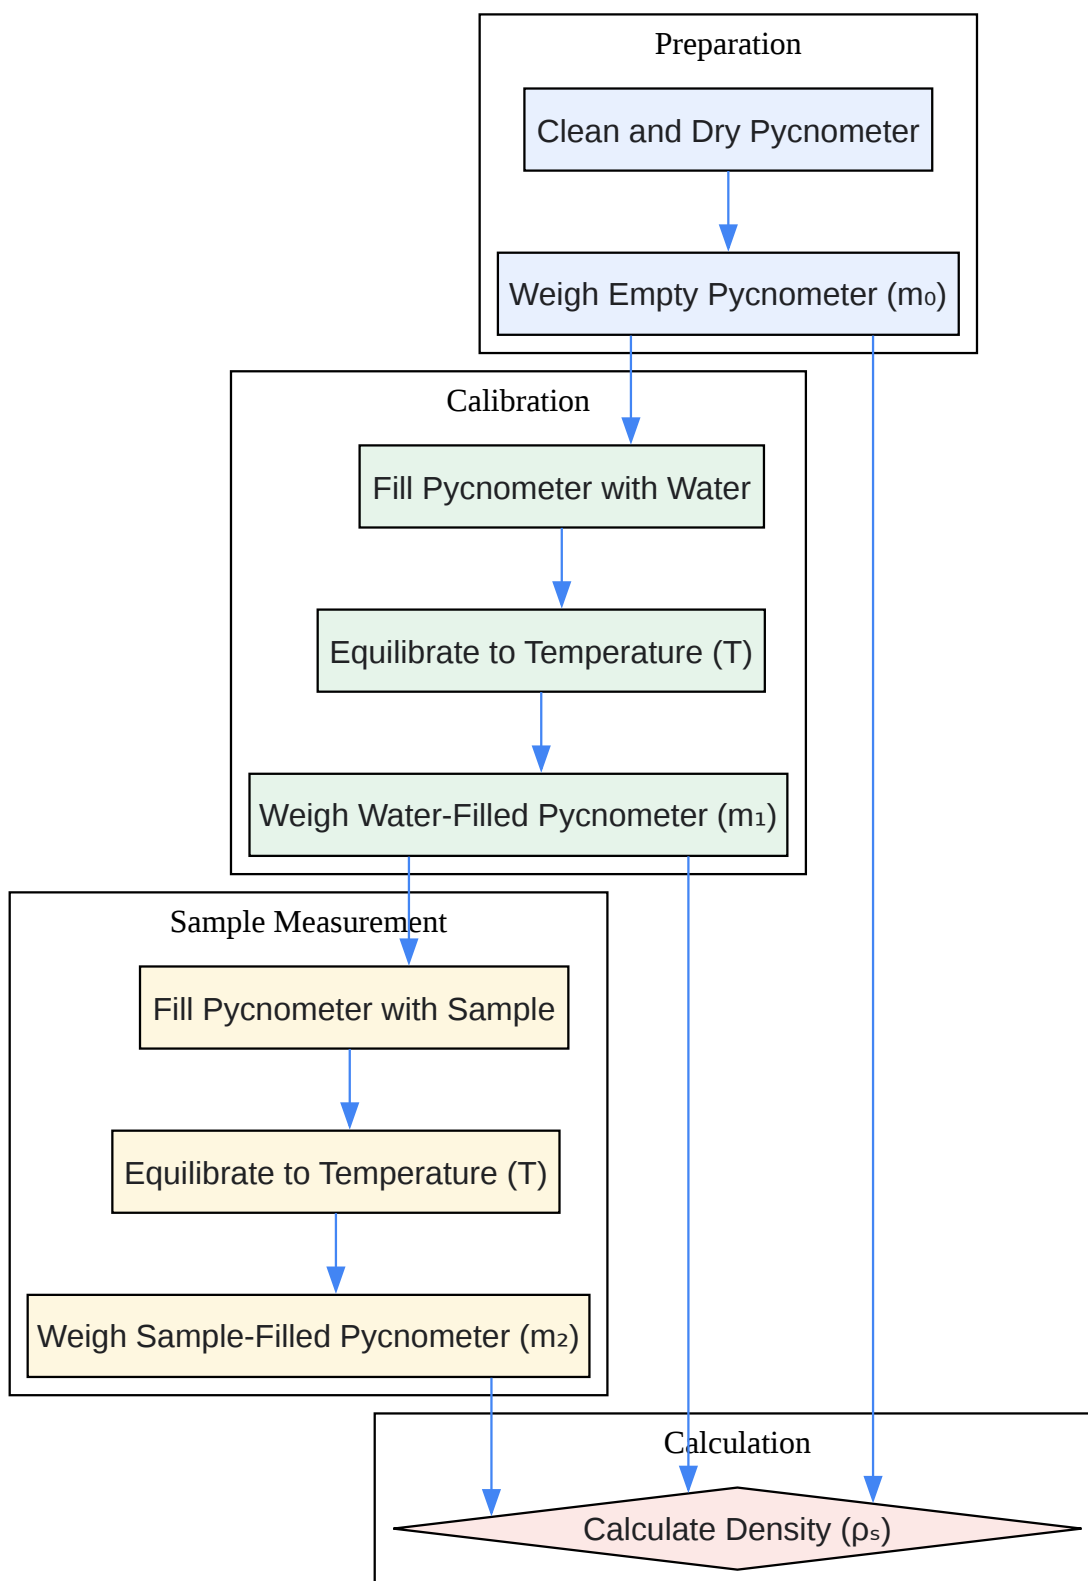 Preparation
Clean and Dry Pycnometer
Weigh Empty Pycnometer (m₀)
Calibration
Fill Pycnometer with Water
Equilibrate to Temperature (T)
Weigh Water-Filled Pycnometer (m₁)
Sample Measurement
Fill Pycnometer with Sample
Equilibrate to Temperature (T)
Weigh Sample-Filled Pycnometer (m₂)
Calculation
Calculate Density (ρₛ)